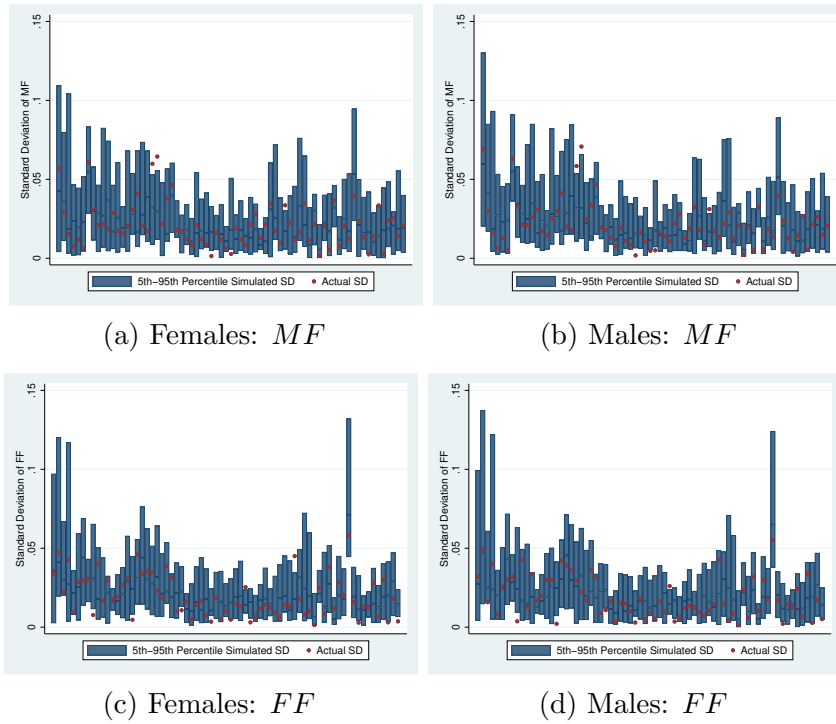 .15
.1
.05
0
Standard Deviation of MF
5th–95th Percentile Simulated SD
Actual SD
(a) Females: MF
.15
.1
.05
0
Standard Deviation of MF
5th–95th Percentile Simulated SD
Actual SD
(b) Males: MF
.15
.1
.05
0
Standard Deviation of FF
5th–95th Percentile Simulated SD
Actual SD
(c) Females: FF
.15
.1
.05
0
Standard Deviation of FF
5th–95th Percentile Simulated SD
Actual SD
(d) Males: FF